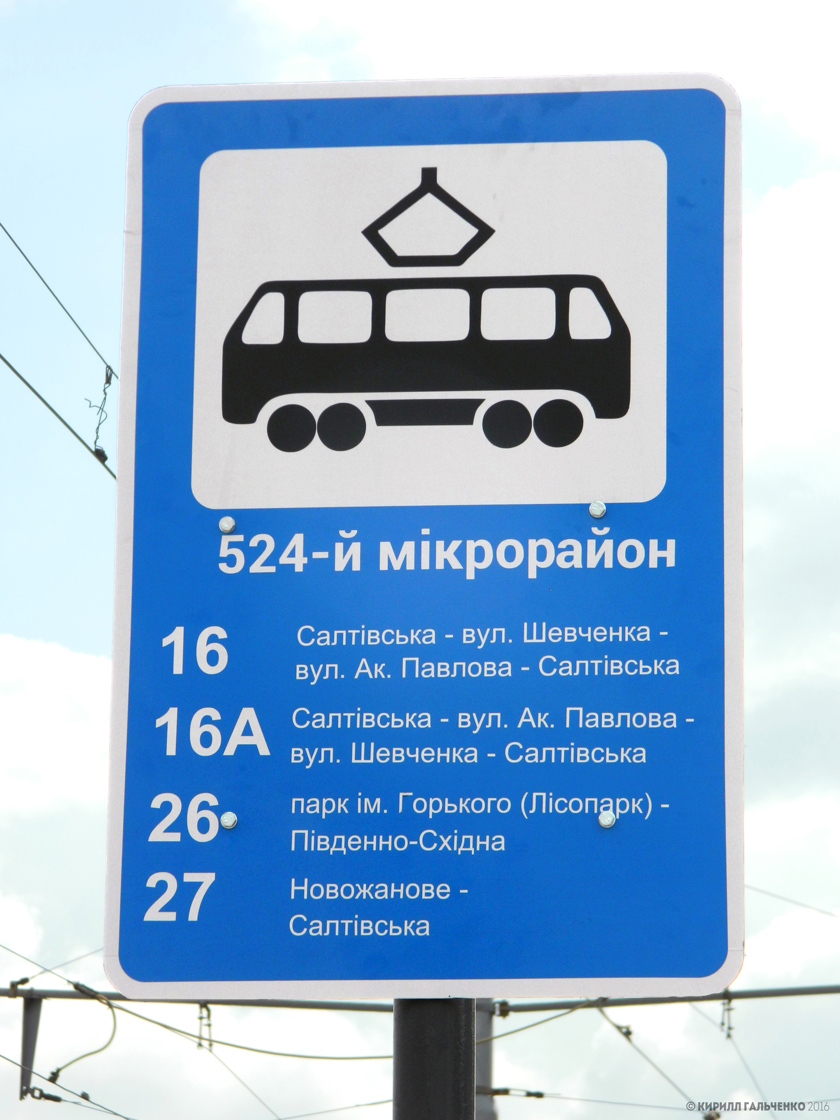 524-й мікрорайон
16
Салтівська - вул. Шевченка -
вул. Ак. Павлова - Салтівська
16А
Салтівська - вул. Ак. Павлова -
вул. Шевченка - Салтівська
26
парк ім. Горького (Лісопарк) -
Південно-Східна
27
Новожанове -
Салтівська
© КИРИЛЛ ГАЛЬЧЕНКО 2016